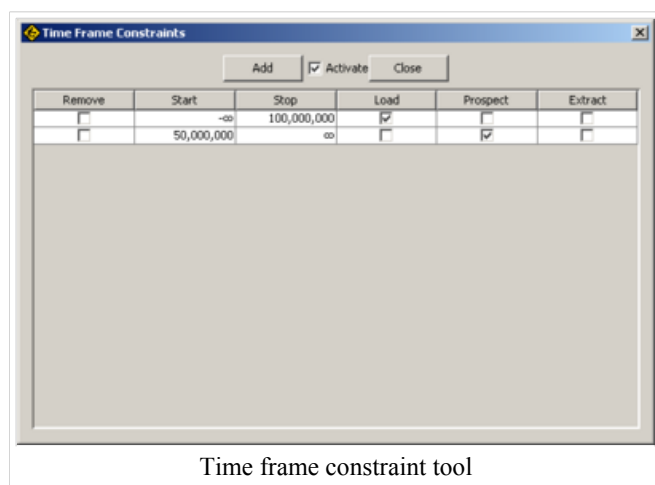 Time Frame Constraints
Add Activate Close
Remove Start Stop Load Prospect Extract
-∞ 100,000,000
50,000,000 ∞
Time frame constraint tool